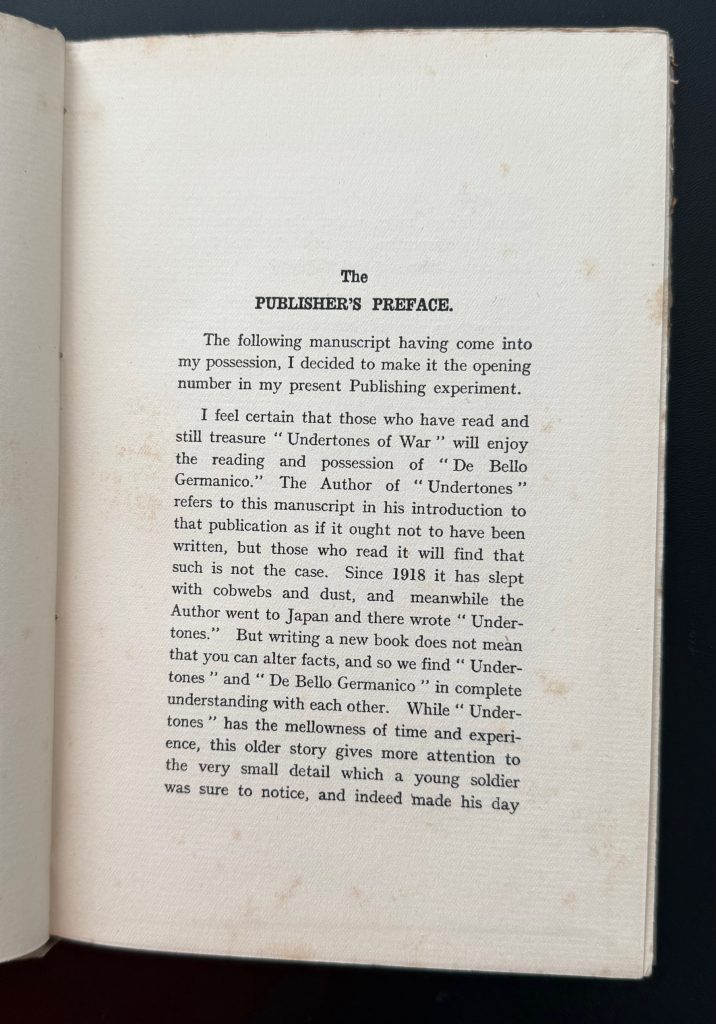 The
PUBLISHER'S PREFACE.
The following manuscript having come into
my possession, I decided to make it the opening
number in my present Publishing experiment.
I feel certain that those who have read and
still treasure " Undertones of War " will enjoy
the reading and possession of " De Bello
Germanico." The Author of " Undertones "
refers to this manuscript in his introduction to
that publication as if it ought not to have been
written, but those who read it will find that
such is not the case. Since 1918 it has slept
with cobwebs and dust, and meanwhile the
Author went to Japan and there wrote " Under-
tones." But writing a new book does not mean
that you can alter facts, and so we find " Under-
tones " and " De Bello Germanico " in complete
understanding with each other. While " Under-
tones " has the mellowness of time and experi-
ence, this older story gives more attention to
the very small detail which a young soldier
was sure to notice, and indeed made his day